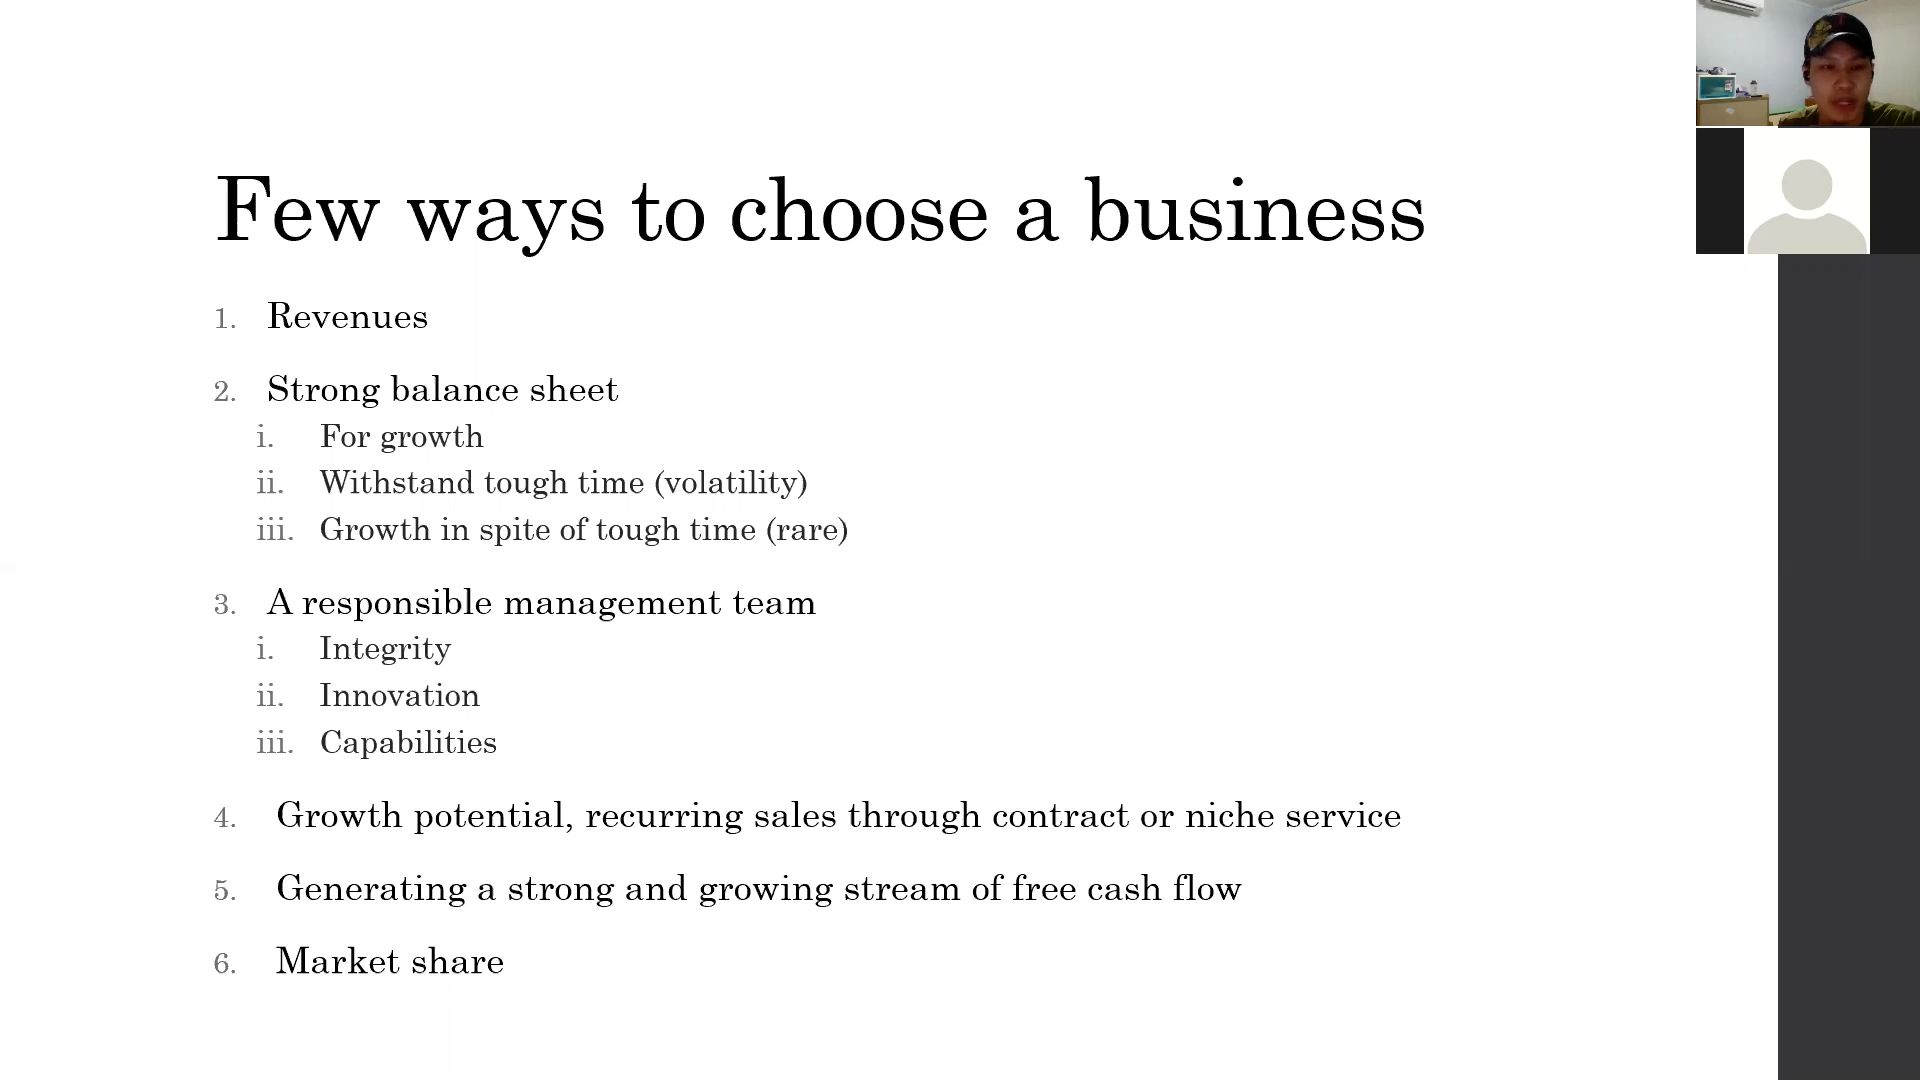 Few ways to choose a business
1. Revenues
2. Strong balance sheet
i. For growth
ii. Withstand tough time (volatility)
iii. Growth in spite of tough time (rare)
3. A responsible management team
i. Integrity
ii. Innovation
iii. Capabilities
4. Growth potential, recurring sales through contract or niche service
5. Generating a strong and growing stream of free cash flow
6. Market share